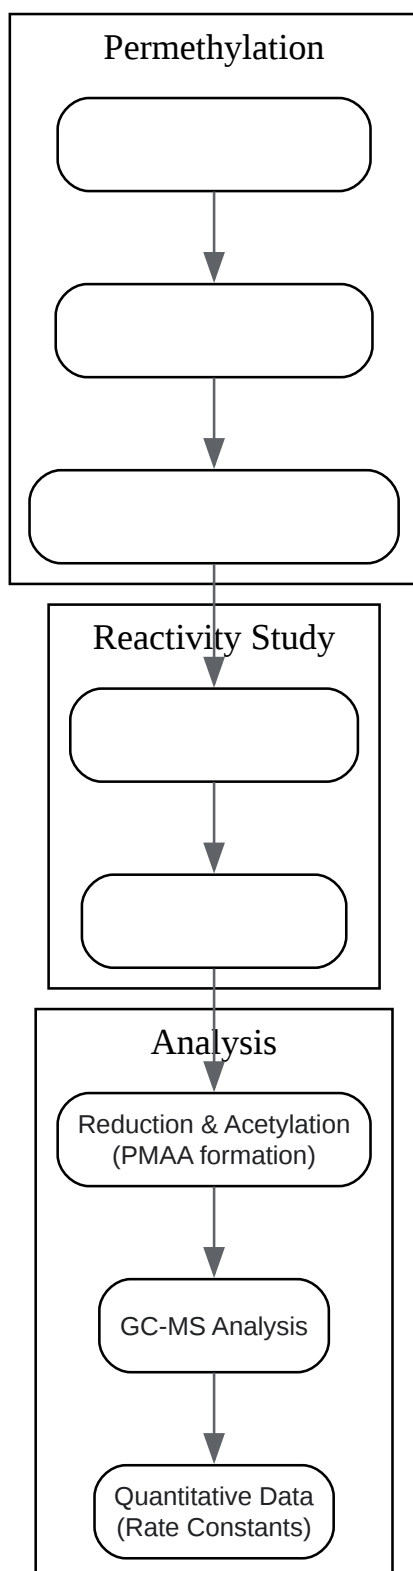 Permethylation
Reactivity Study
Analysis
Reduction & Acetylation
(PMAA formation)
GC-MS Analysis
Quantitative Data
(Rate Constants)